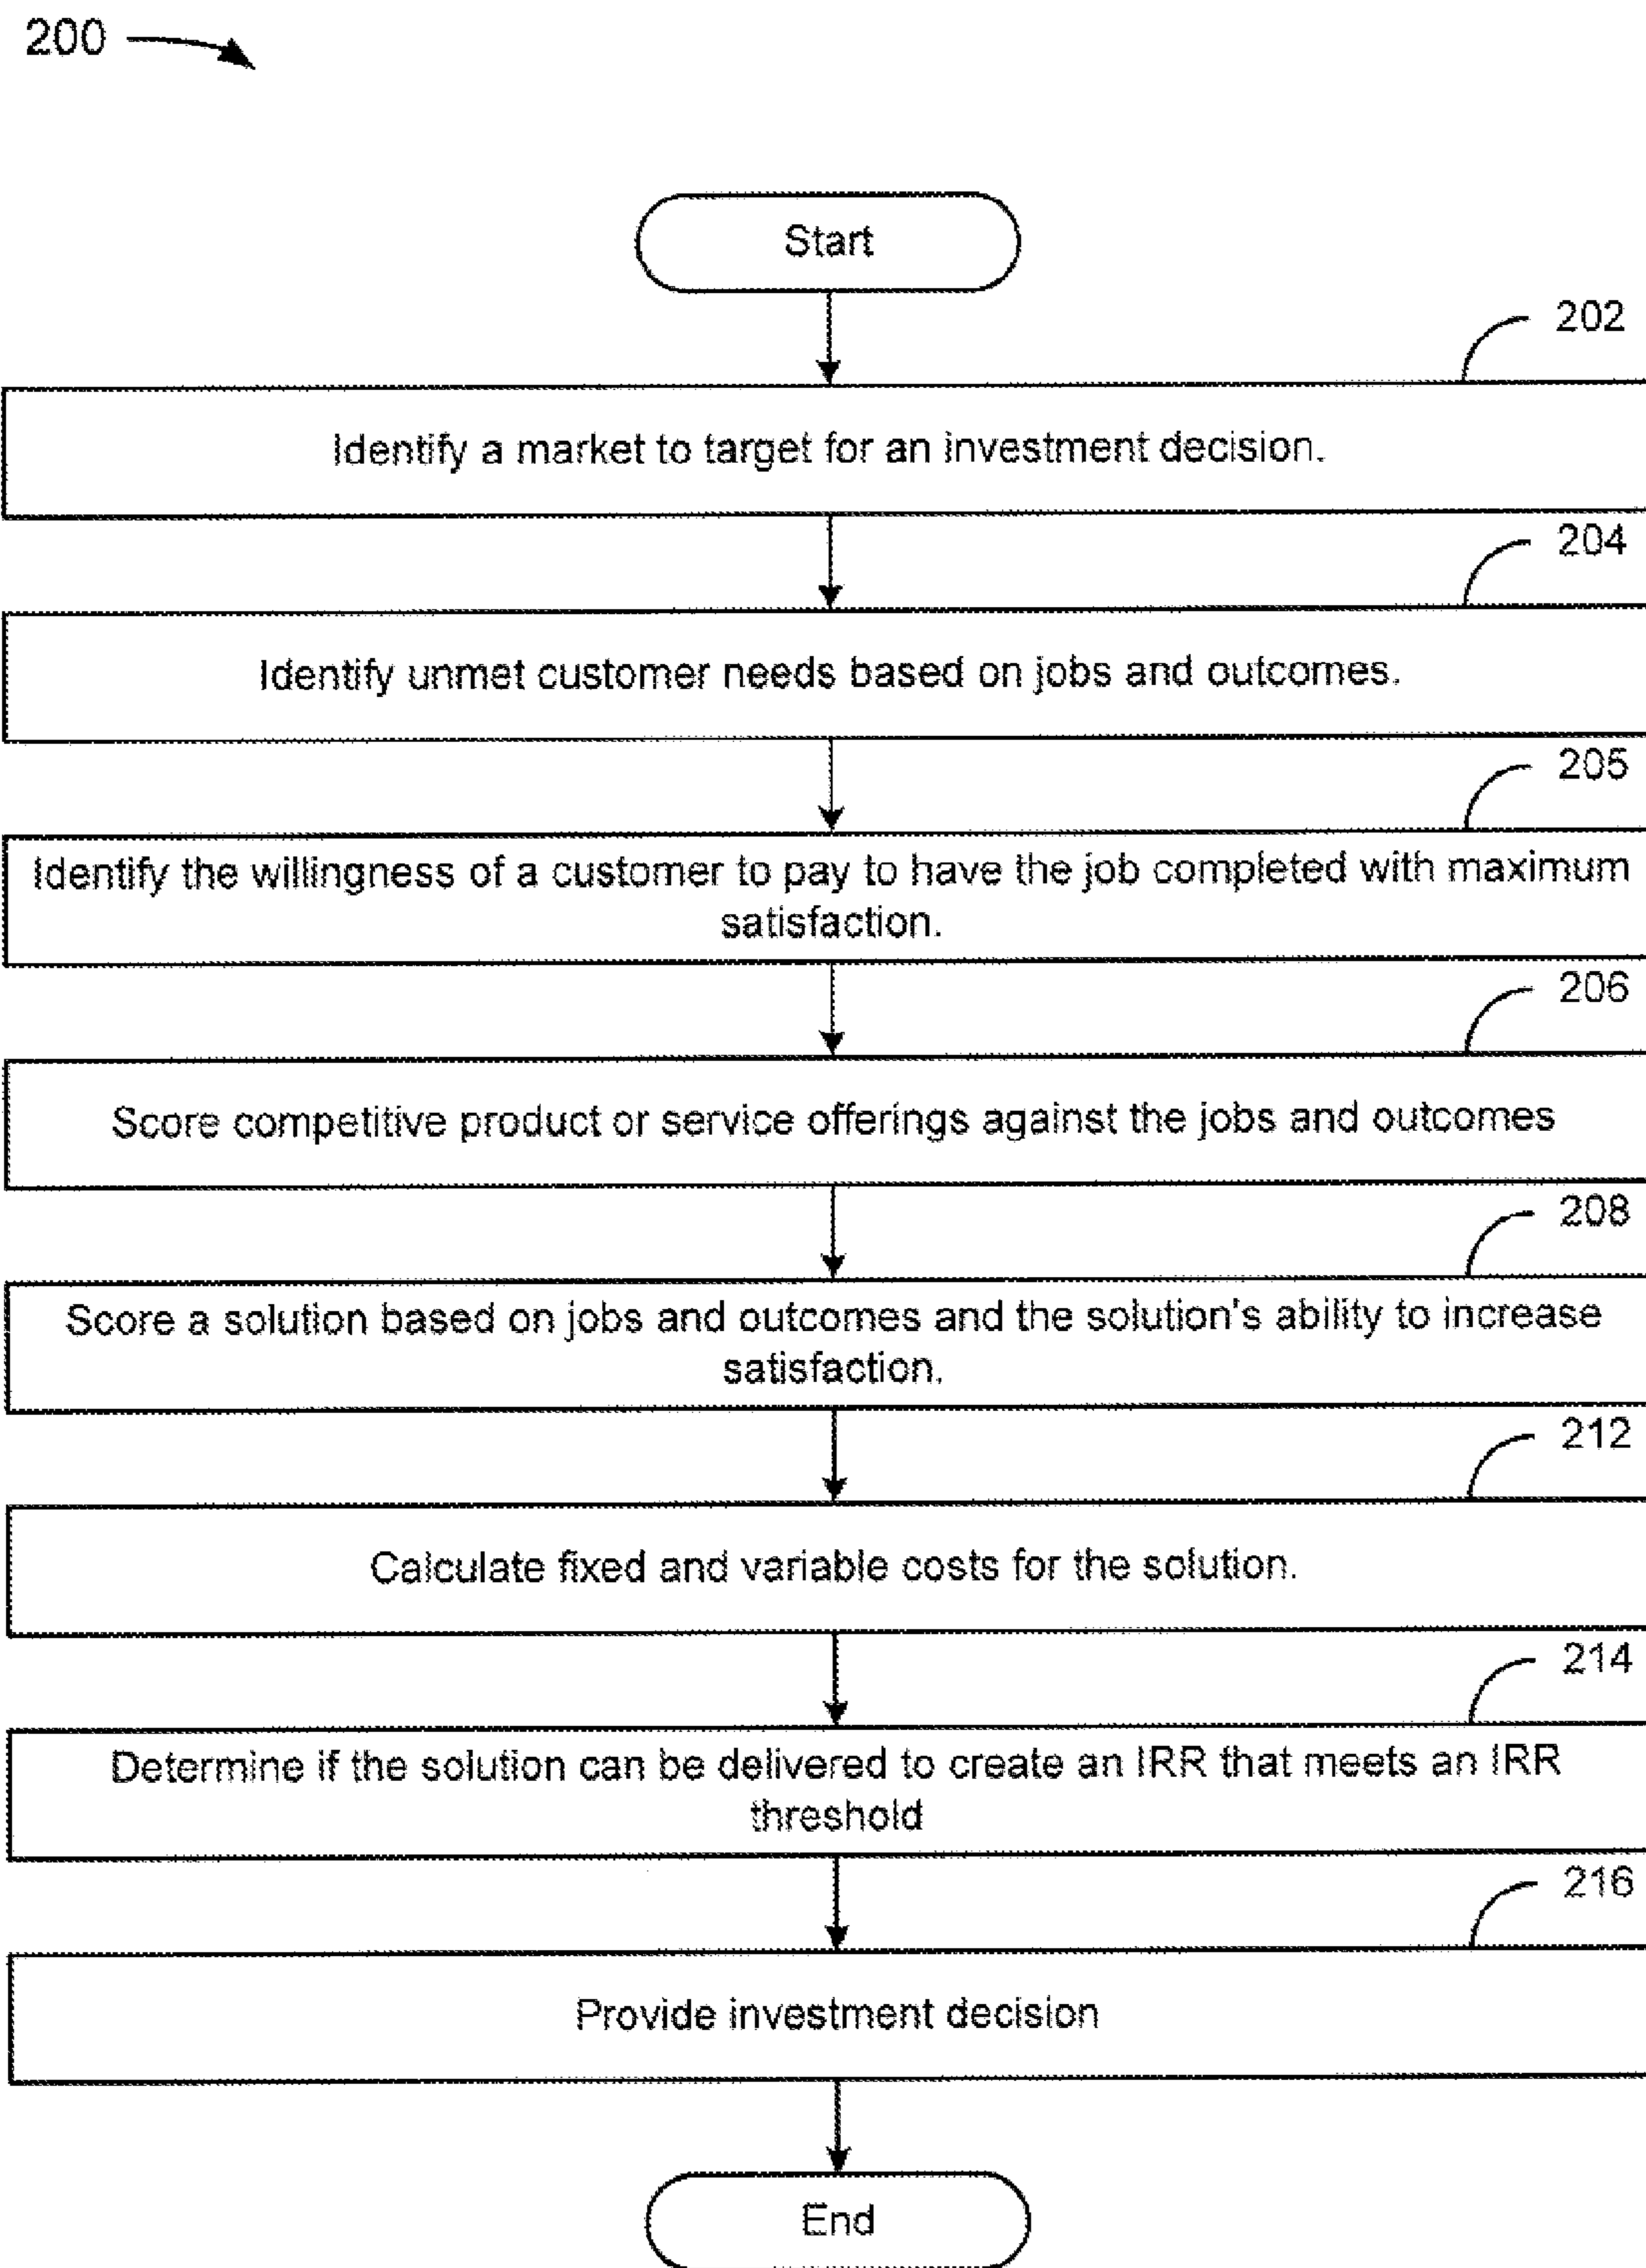 200
Start
202
Identify a market to target for an investment decision.
204
Identify unmet customer needs based on jobs and outcomes.
205
Identify the willingness of a customer to pay to have the job completed with maximum
satisfaction.
206
Score competitive product or service offerings against the jobs and outcomes
208
Score a solution based on jobs and outcomes and the solution's ability to increase
satisfaction.
212
Calculate fixed and variable costs for the solution.
214
Determine if the solution can be delivered to create an IRR that meets an IRR
threshold
216
Provide investment decision
End